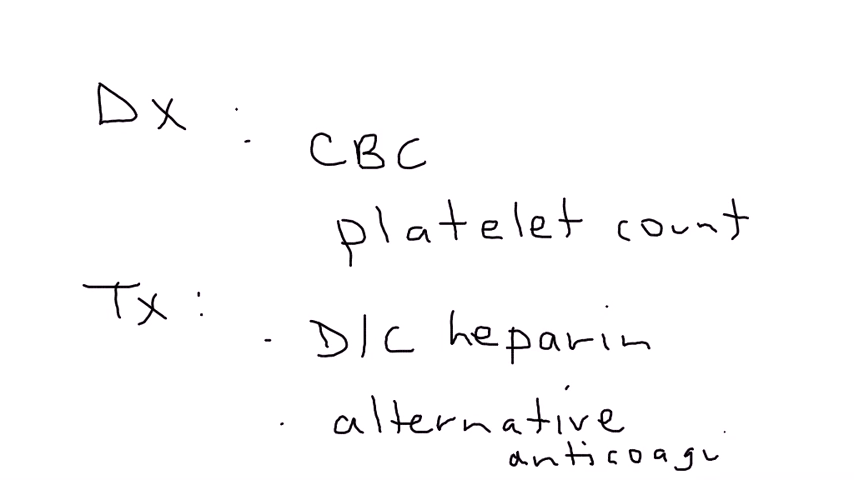 Dx :
CBC
platelet count
Tx :
· D/C heparin
· alternative
anticoagu